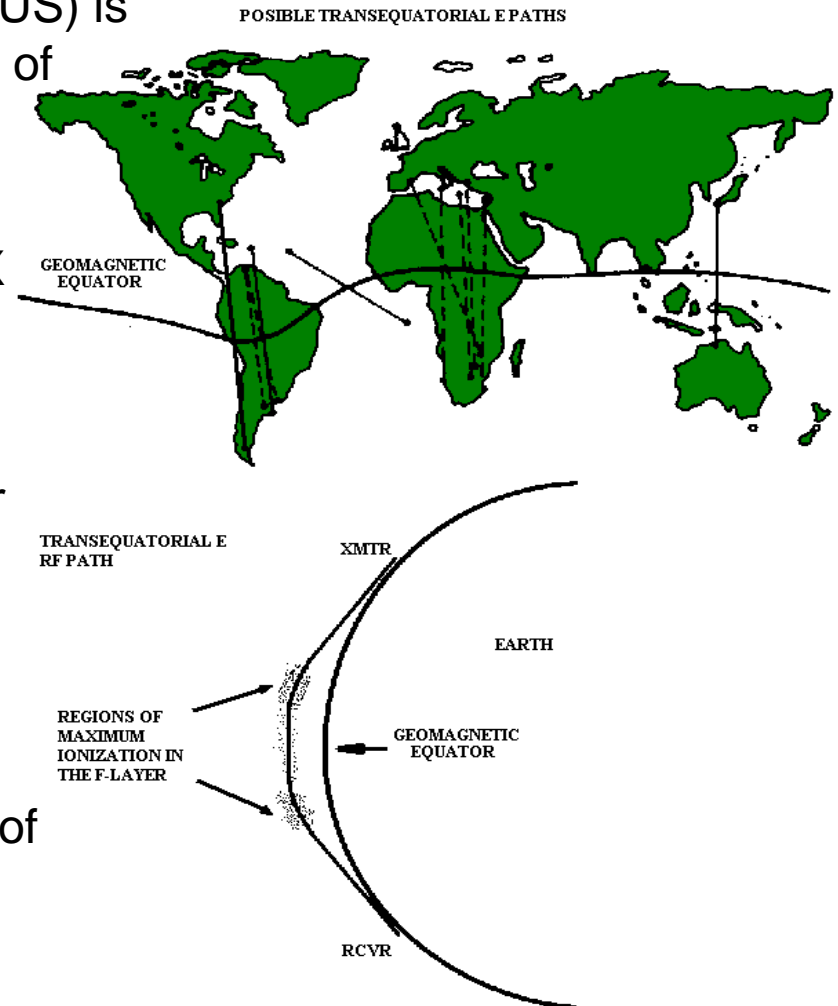 US) is
POSIBLE TRANSEQUATORIAL E PATHS
of
GEOMAGNETIC
EQUATOR
TRANSEQUATORIAL E
RF PATH
XMTR
EARTH
REGIONS OF
MAXIMUM
IONIZATION IN
THE F-LAYER
GEOMAGNETIC
EQUATOR
of
RCVR